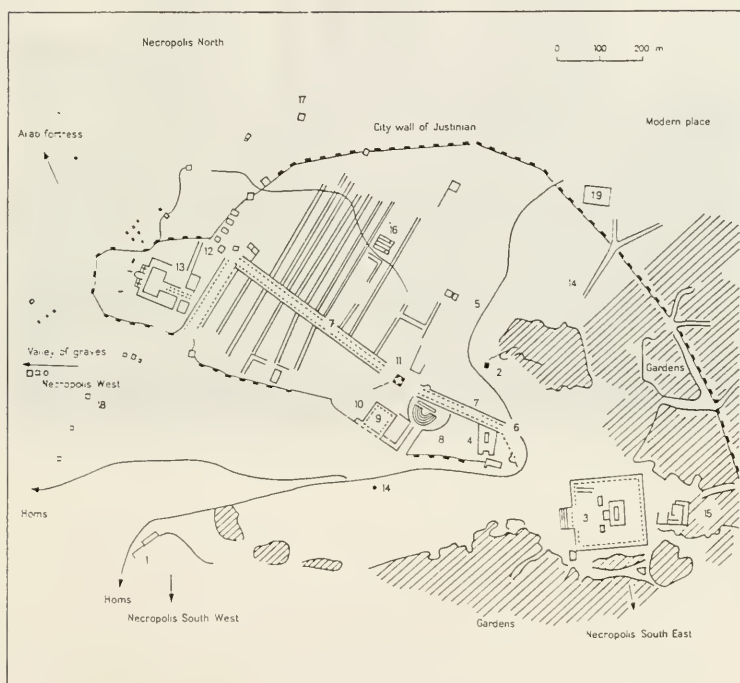 Necropolis North
0 100 200 m
17
Arab fortress
City wall of Justinian
Modern place
19
16
12
13
14
5
7
Valley of graves
11
2
Gardens
Necropolis West
18
7
10
9
6
8
4
14
3
15
Homs
1
Homs
Necropolis South West
Gardens
Necropolis South East